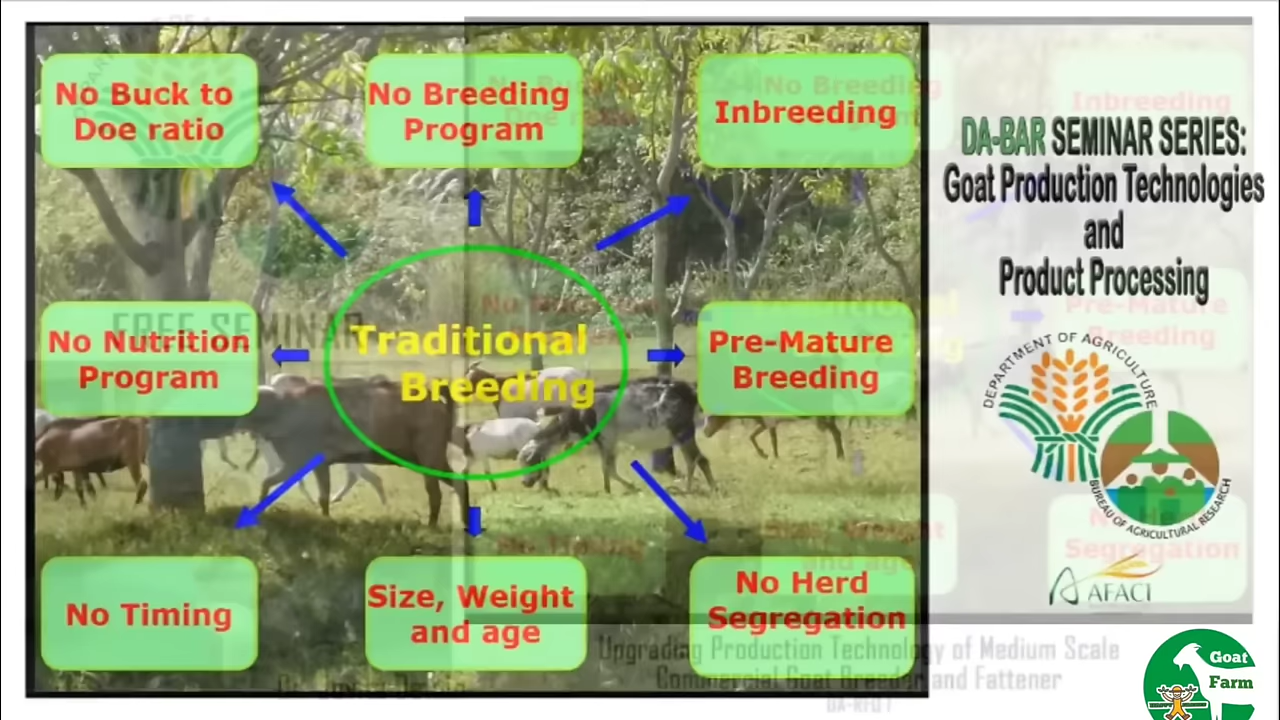 No Buck to
Doe ratio
No Breeding
Program
Inbreeding
No Nutrition
Program
Traditional
Breeding
Pre-Mature
Breeding
No Timing
Size, Weight
and age
No Herd
Segregation
FREE SEMINAR
DA-BAR SEMINAR SERIES:
Goat Production Technologies
and
Product Processing
DEPARTMENT OF AGRICULTURE
BUREAU OF AGRICULTURAL RESEARCH
AFACI
Upgrading Production Technology of Medium Scale
Commercial Goat Breeder and Fattener
Goat
Farm